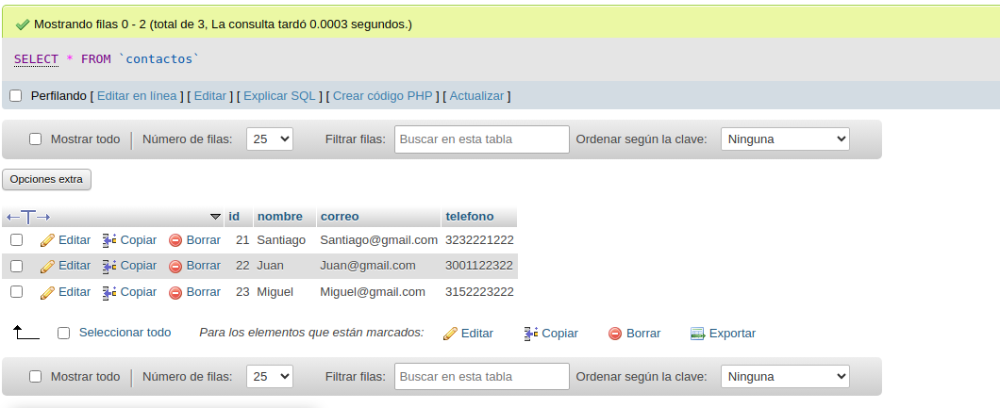 Mostrando filas 0 - 2 (total de 3, La consulta tardó 0.0003 segundos.)
SELECT * FROM `contactos`
Perfilando [ Editar en línea ] [ Editar ] [ Explicar SQL ] [ Crear código PHP ] [ Actualizar ]
Mostrar todo | Número de filas: 25 Filtrar filas: Buscar en esta tabla Ordenar según la clave: Ninguna
Opciones extra
id nombre correo telefono
Editar Copiar Borrar 21 Santiago Santiago@gmail.com 3232221222
Editar Copiar Borrar 22 Juan Juan@gmail.com 3001122322
Editar Copiar Borrar 23 Miguel Miguel@gmail.com 3152223222
Seleccionar todo Para los elementos que están marcados: Editar Copiar Borrar Exportar
Mostrar todo | Número de filas: 25 Filtrar filas: Buscar en esta tabla Ordenar según la clave: Ninguna